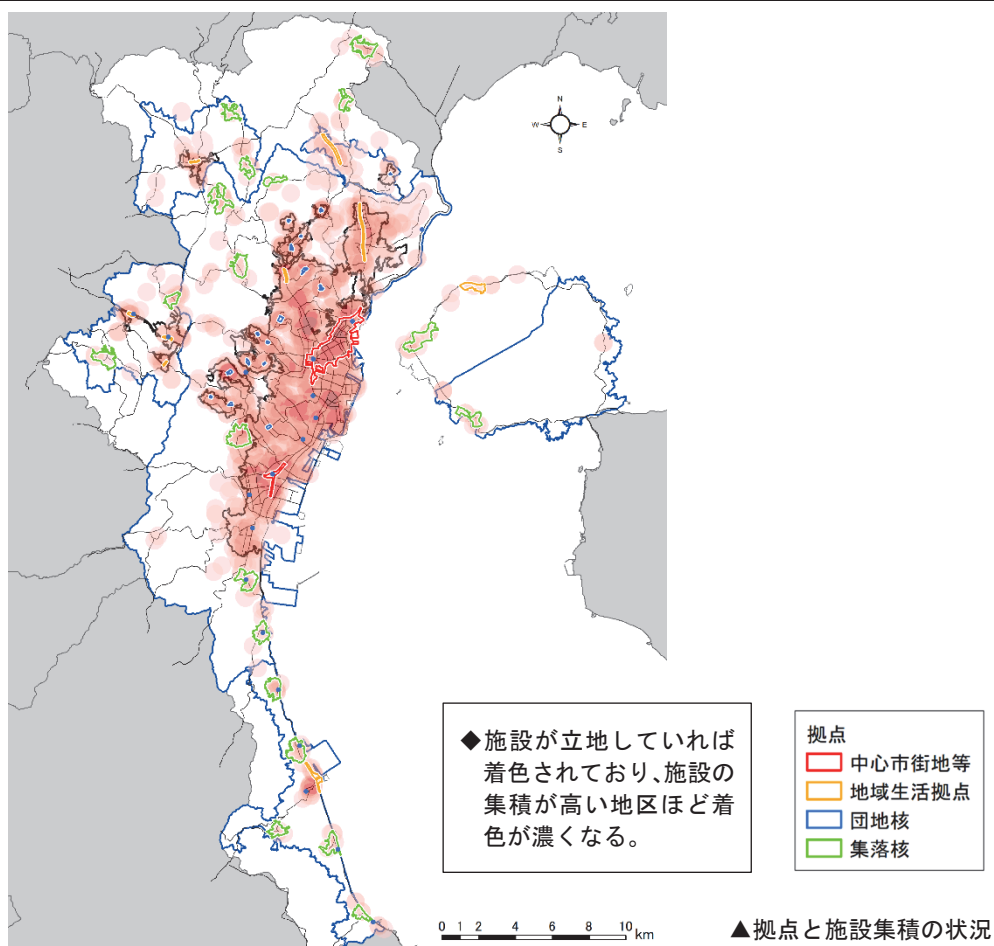 N
W E
S
◆施設が立地していれば
着色されており、施設の
集積が高い地区ほど着
色が濃くなる。
拠点
中心市街地等
地域生活拠点
団地核
集落核
0 1 2 4 6 8 10 km
▲拠点と施設集積の状況